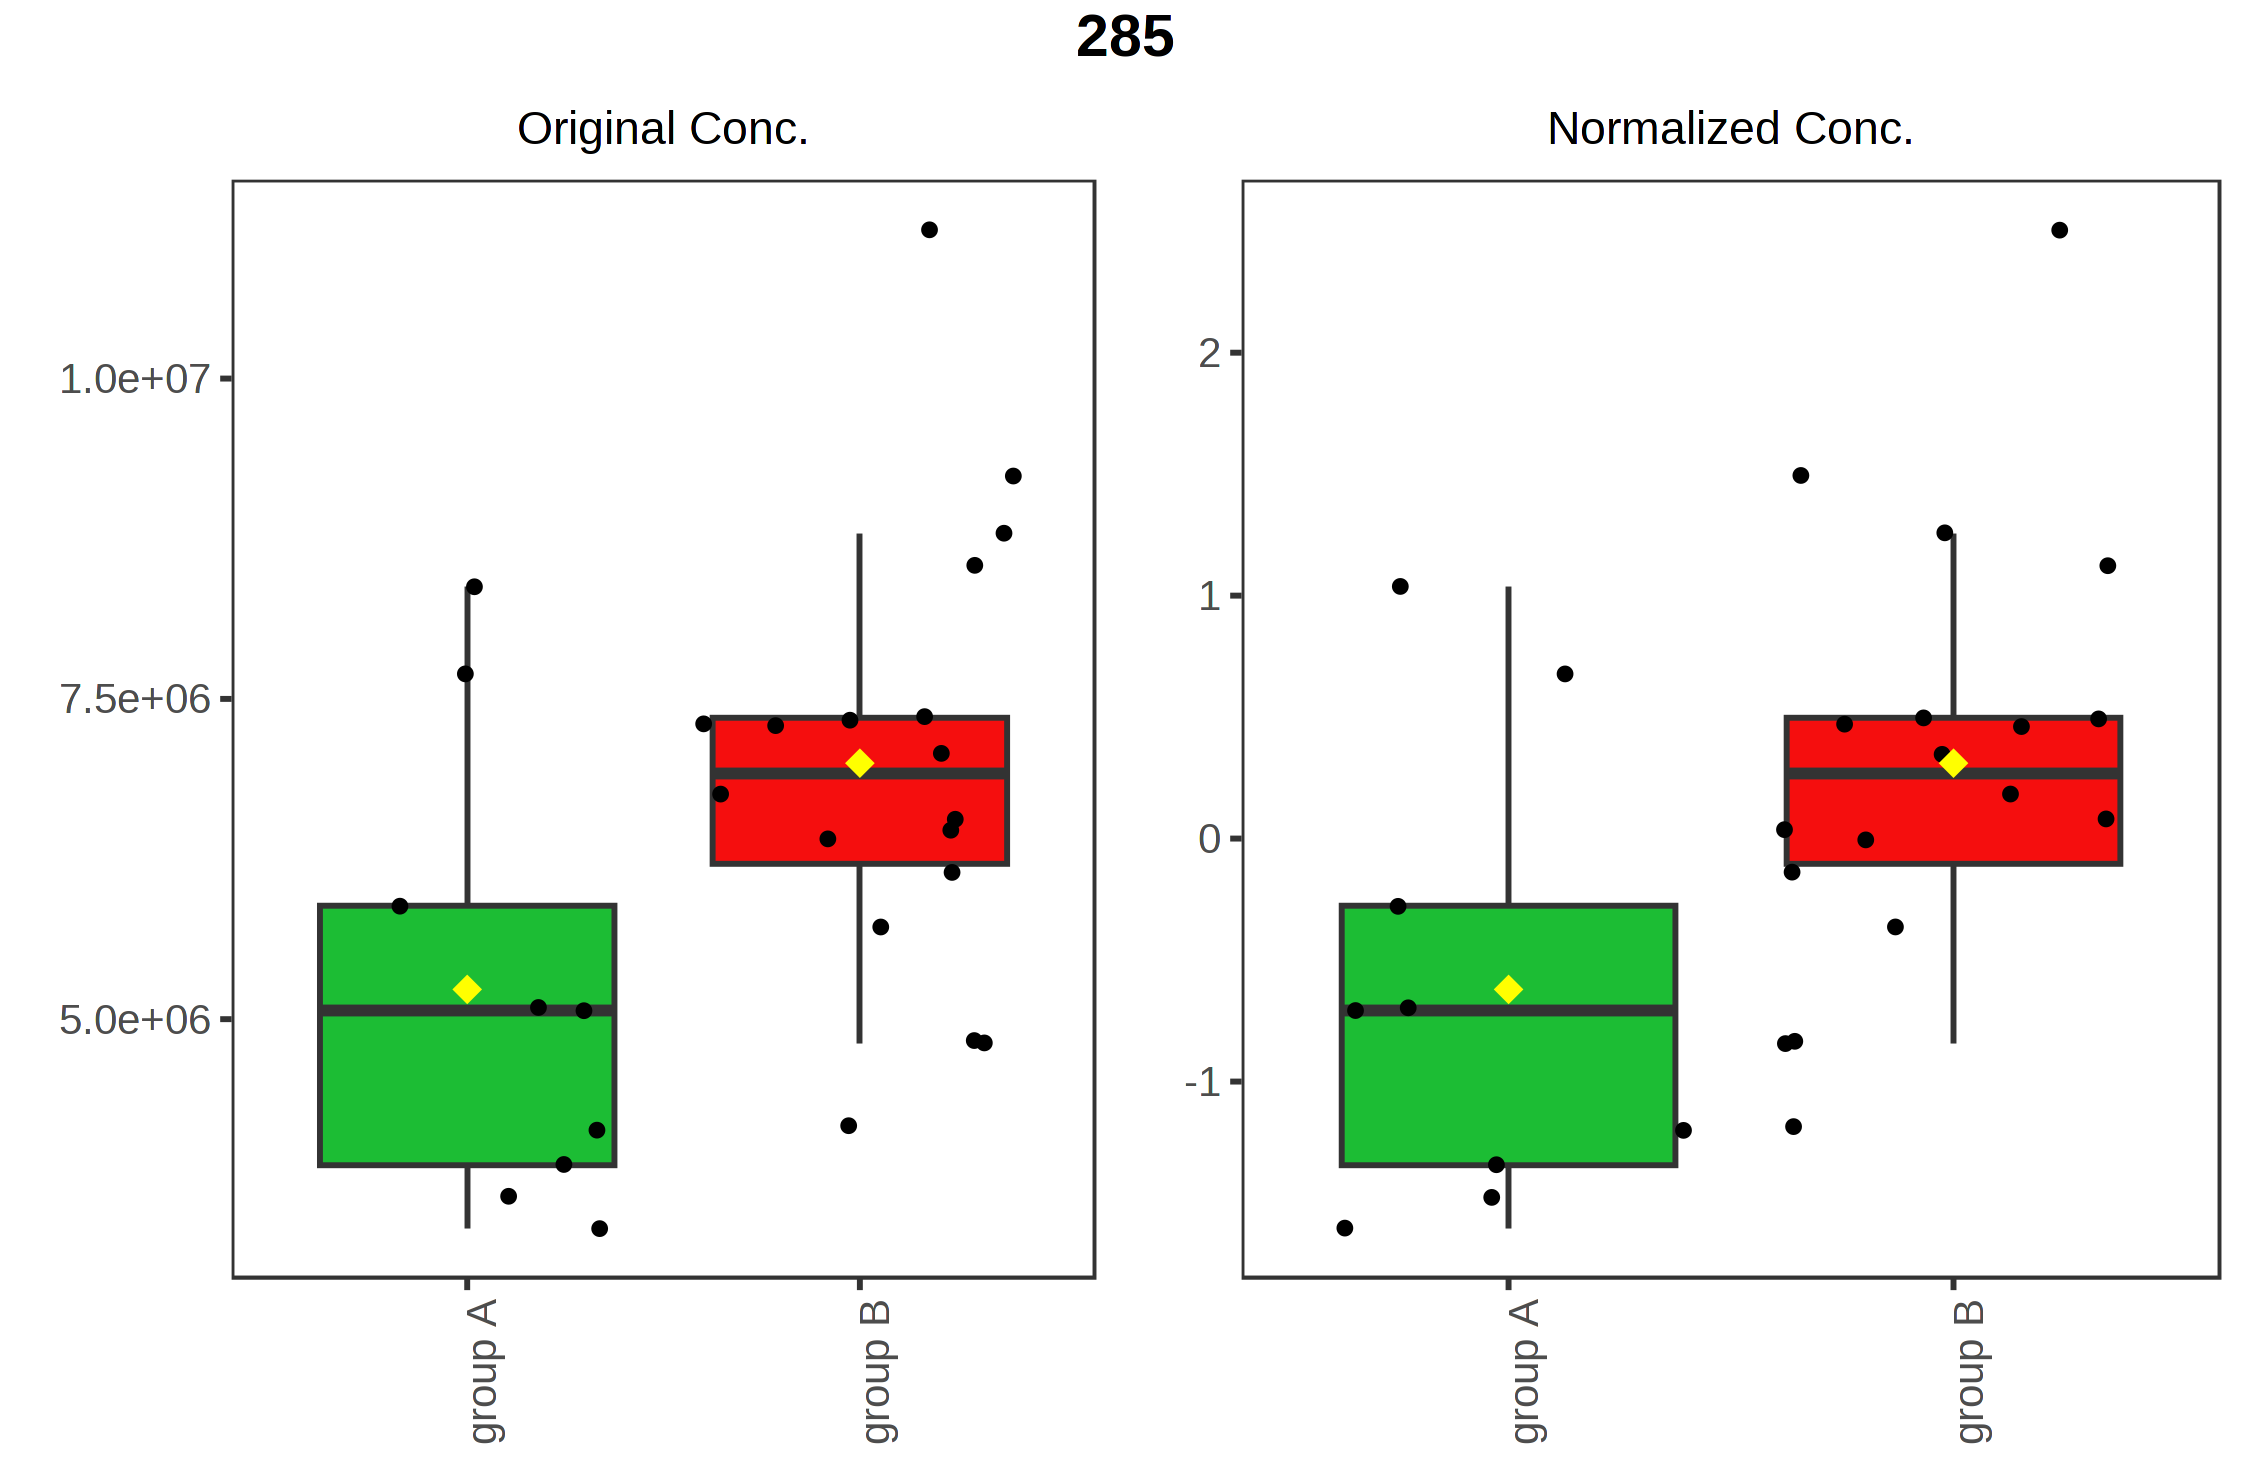 285
Original Conc.
Normalized Conc.
1.0e+07
7.5e+06
5.0e+06
group A
group B
2
1
0
-1
group A
group B